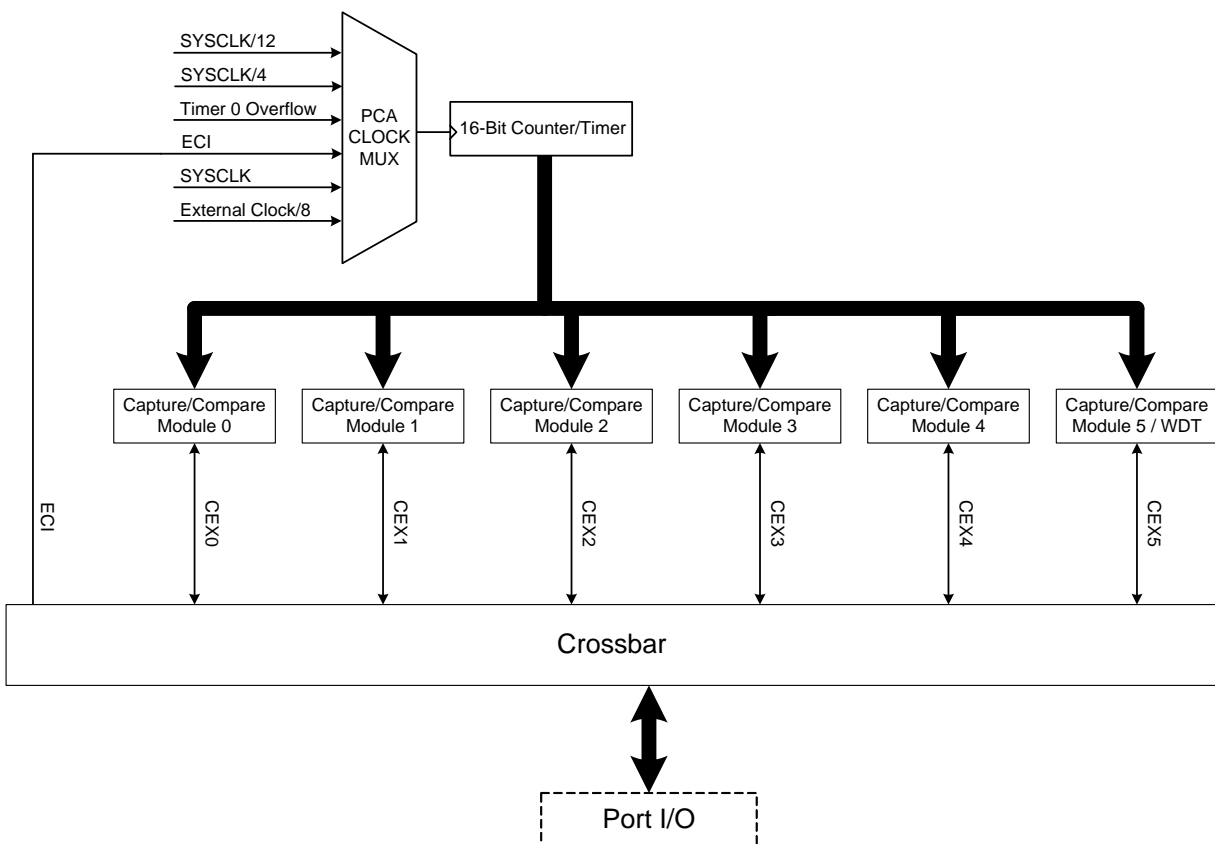 SYSCLK/12
SYSCLK/4
Timer 0 Overflow
ECI
SYSCLK
External Clock/8
PCA
CLOCK
MUX
16-Bit Counter/Timer
Capture/Compare
Module 0
Capture/Compare
Module 1
Capture/Compare
Module 2
Capture/Compare
Module 3
Capture/Compare
Module 4
Capture/Compare
Module 5 / WDT
ECI
CEX0
CEX1
CEX2
CEX3
CEX4
CEX5
Crossbar
Port I/O